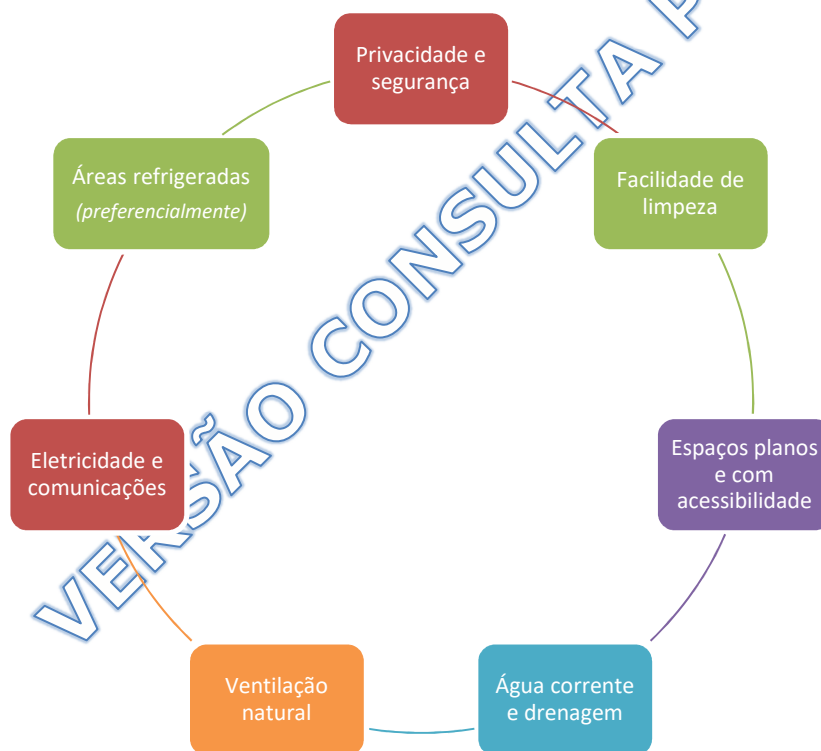 Privacidade e
segurança
Facilidade de
limpeza
Espaços planos
e com
acessibilidade
Água corrente
e drenagem
Ventilação
natural
Eletricidade e
comunicações
Áreas refrigeradas
(preferencialmente)
VERSÃO CONSULTA